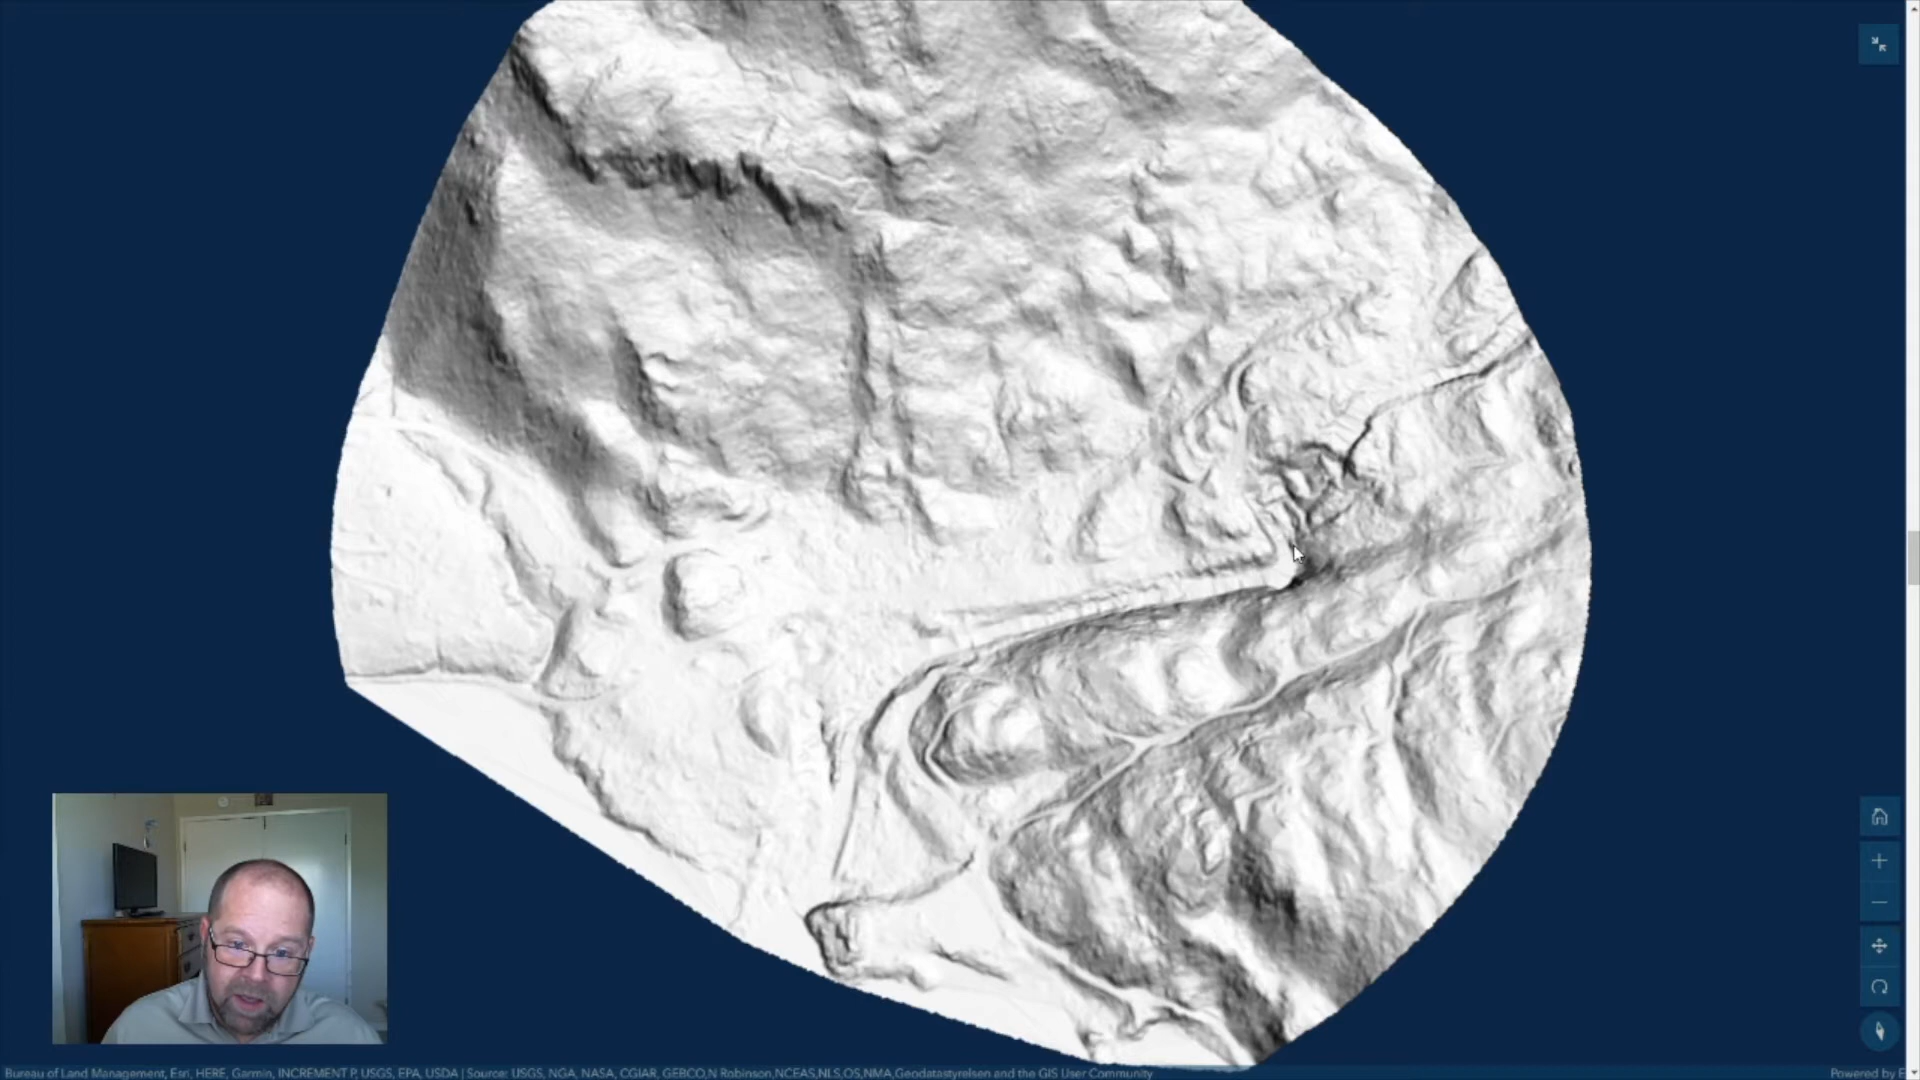 Bureau of Land Management, Esri, HERE, Garmin, INCREMENT P, USGS, EPA, USDA | Source: USGS, NGA, NASA, CGIAR, GEBCO,N Robinson,NCEAS,NLS,OS,NMA,Geodatastyrelsen and the GIS User Community
Powered by E